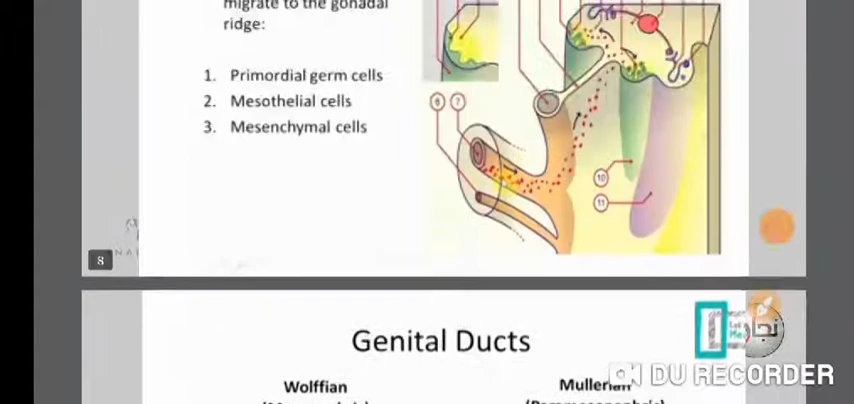 migrate to the gonadal
ridge:
1. Primordial germ cells
2. Mesothelial cells
3. Mesenchymal cells
6 7
10
11
8
Genital Ducts
Wolffian
Mullerian
DU RECORDER